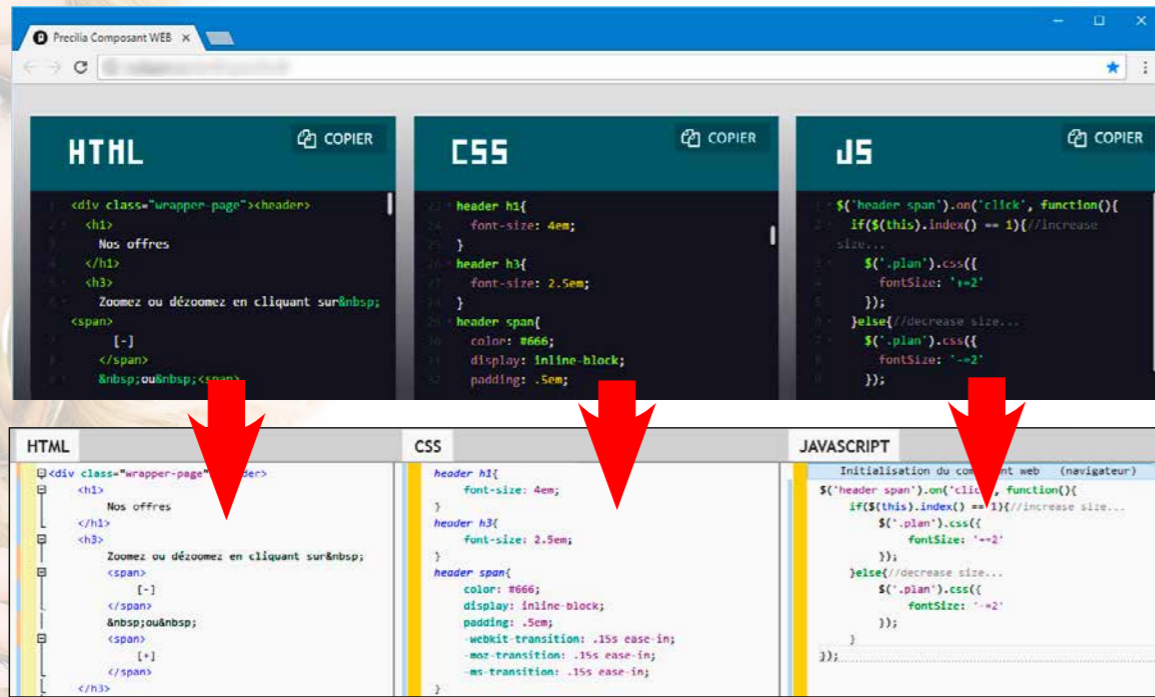 Precilia Composant WEB
HTML
COPIER
<div class="wrapper-page"><header>
<h1>
Nos offres
</h1>
<h3>
Zoomez ou dézoomez en cliquant sur&nbsp;
<span>
[-]
</span>
&nbsp;ou&nbsp;<span>
CSS
COPIER
header h1{
font-size: 4em;
}
header h3{
font-size: 2.5em;
}
header span{
color: #666;
display: inline-block;
padding: .5em;
JS
COPIER
$('header span').on('click', function(){
if($(this).index() == 1){//increase
size...
$('.plan').css({
fontSize: '+=2'
});
}else{//decrease size...
$('.plan').css({
fontSize: '-=2'
});
HTML
<div class="wrapper-page" der>
<h1>
Nos offres
</h1>
<h3>
Zoomez ou dézoomez en cliquant sur&nbsp;
<span>
[-]
</span>
&nbsp;ou&nbsp;
<span>
[+]
</span>
</h3>
CSS
header h1{
font-size: 4em;
}
header h3{
font-size: 2.5em;
}
header span{
color: #666;
display: inline-block;
padding: .5em;
-webkit-transition: .15s ease-in;
-moz-transition: .15s ease-in;
-ms-transition: .15s ease-in;
}
JAVASCRIPT
Initialisation du com nt web (navigateur)
$('header span').on('clic , function(){
if($(this).index() == 1){//increase size...
$('.plan').css({
fontSize: '+=2'
});
}else{//decrease size...
$('.plan').css({
fontSize: '-=2'
});
}
});